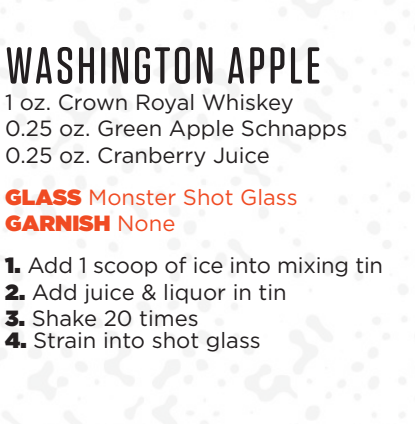 WASHINGTON APPLE
1 oz. Crown Royal Whiskey
0.25 oz. Green Apple Schnapps
0.25 oz. Cranberry Juice
GLASS Monster Shot Glass
GARNISH None
1. Add 1 scoop of ice into mixing tin
2. Add juice & liquor in tin
3. Shake 20 times
4. Strain into shot glass